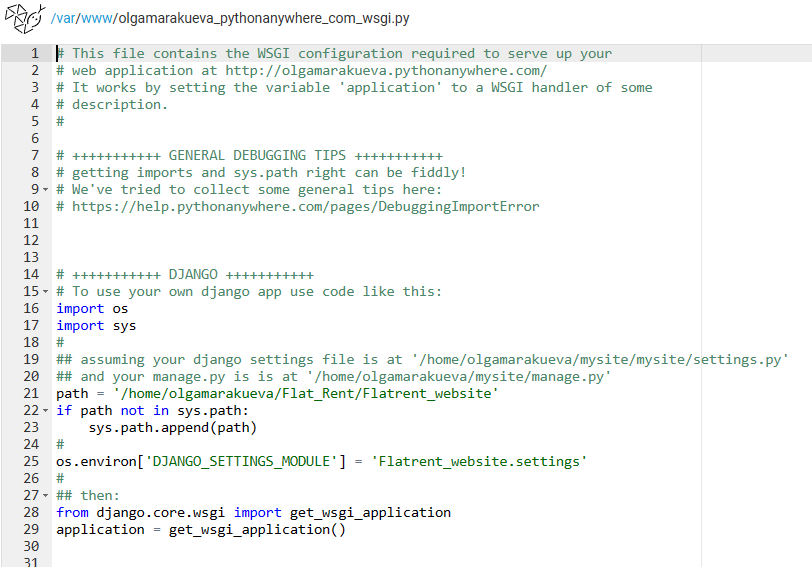 /var/www/olgamarakueva_pythonanywhere_com_wsgi.py
1 # This file contains the WSGI configuration required to serve up your
2 # web application at http://olgamarakueva.pythonanywhere.com/
3 # It works by setting the variable 'application' to a WSGI handler of some
4 # description.
5 #
6
7 # +++++++++++ GENERAL DEBUGGING TIPS +++++++++++
8 # getting imports and sys.path right can be fiddly!
9 # We've tried to collect some general tips here:
10 # https://help.pythonanywhere.com/pages/DebuggingImportError
11
12
13
14 # +++++++++++ DJANGO +++++++++++
15 # To use your own django app use code like this:
16 import os
17 import sys
18 #
19 ## assuming your django settings file is at '/home/olgamarakueva/mysite/mysite/settings.py'
20 ## and your manage.py is is at '/home/olgamarakueva/mysite/manage.py'
21 path = '/home/olgamarakueva/Flat_Rent/Flatrent_website'
22 if path not in sys.path:
23     sys.path.append(path)
24 #
25 os.environ['DJANGO_SETTINGS_MODULE'] = 'Flatrent_website.settings'
26 #
27 ## then:
28 from django.core.wsgi import get_wsgi_application
29 application = get_wsgi_application()
30
31